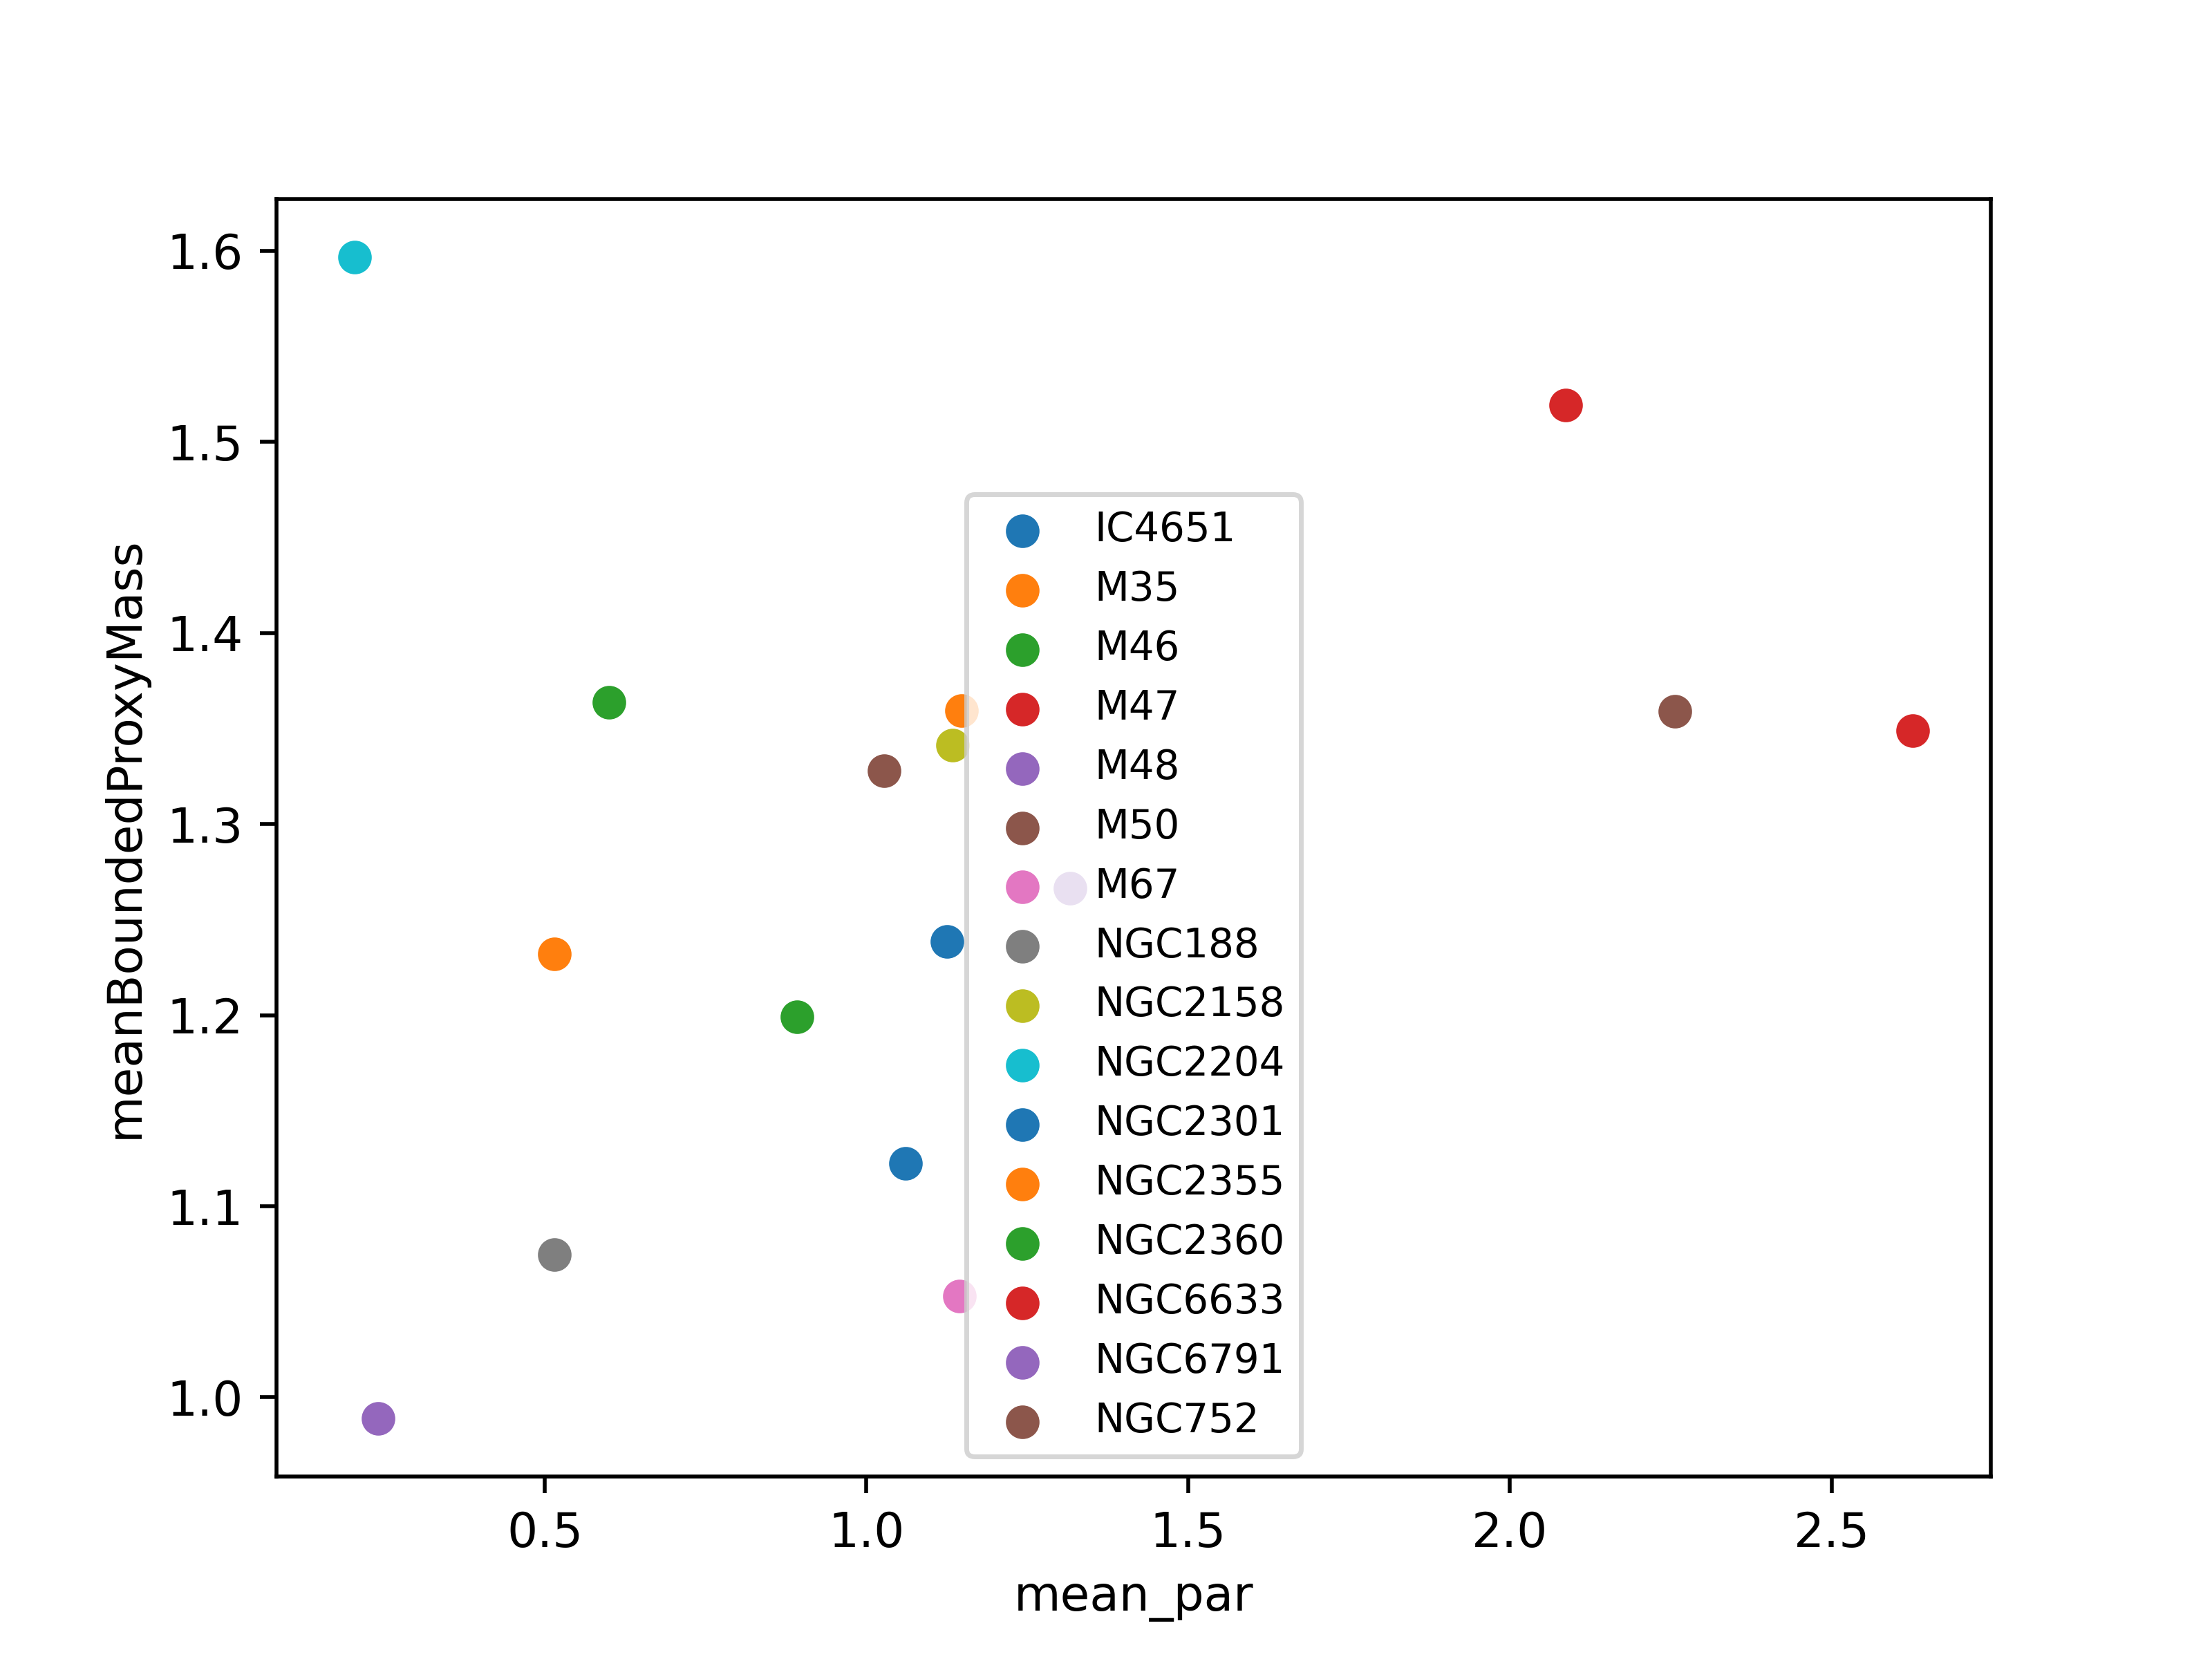 1.6
1.5
1.4
1.3
1.2
1.1
1.0
meanBoundedProxyMass
IC4651
M35
M46
M47
M48
M50
M67
NGC188
NGC2158
NGC2204
NGC2301
NGC2355
NGC2360
NGC6633
NGC6791
NGC752
0.5 1.0 1.5 2.0 2.5
mean_par